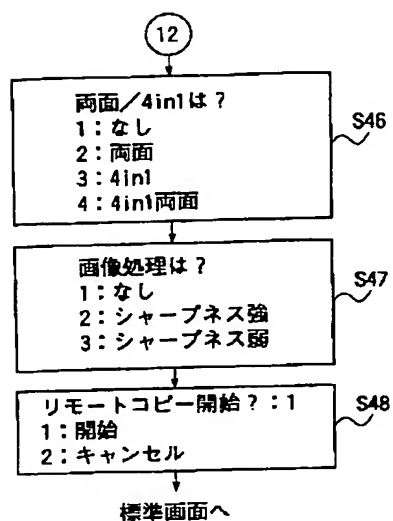 12
両面／4in1は？
1：なし
2：両面
3：4in1
4：4in1両面
S46
画像処理は？
1：なし
2：シャープネス強
3：シャープネス弱
S47
リモートコピー開始？：1
1：開始
2：キャンセル
S48
標準画面へ